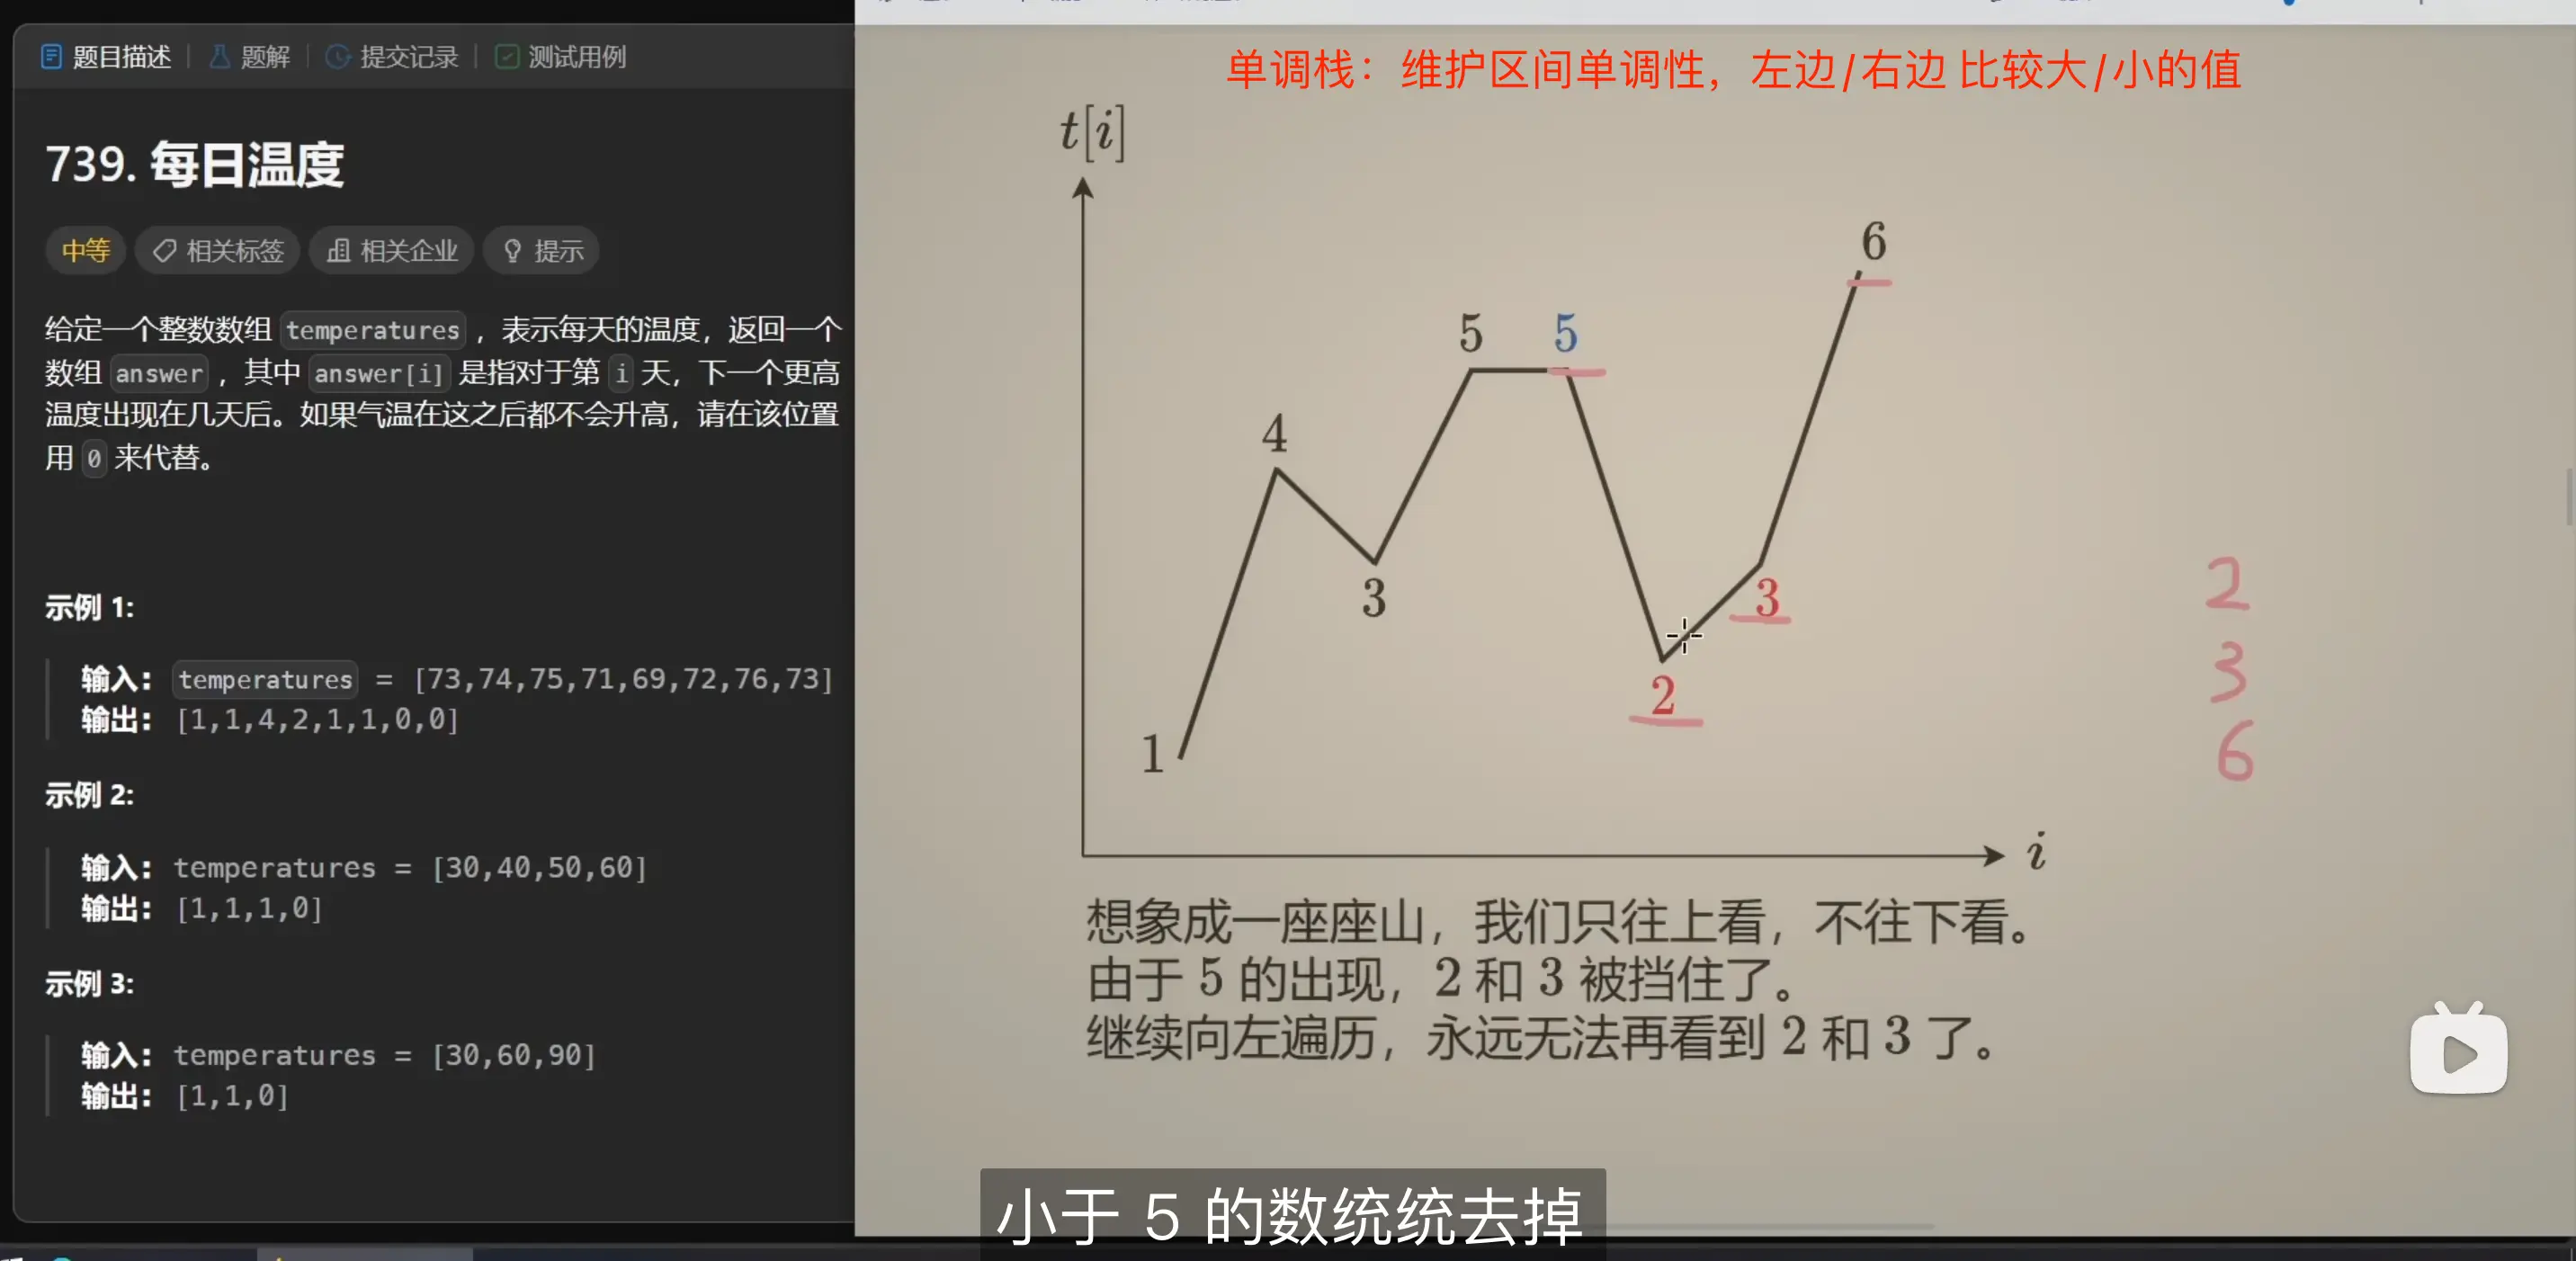 题目描述 | 题解 | 提交记录 | 测试用例
739. 每日温度
中等 相关标签 相关企业 提示
给定一个整数数组 temperatures ，表示每天的温度，返回一个
数组 answer ，其中 answer[i] 是指对于第 i 天，下一个更高
温度出现在几天后。如果气温在这之后都不会升高，请在该位置
用 0 来代替。
示例 1:
输入: temperatures = [73,74,75,71,69,72,76,73]
输出: [1,1,4,2,1,1,0,0]
示例 2:
输入: temperatures = [30,40,50,60]
输出: [1,1,1,0]
示例 3:
输入: temperatures = [30,60,90]
输出: [1,1,0]
单调栈：维护区间单调性，左边/右边 比较大/小的值
t[i]
6
5 5
4
3
3
2
1
i
2
3
6
想象成一座座山，我们只往上看，不往下看。
由于 5 的出现，2 和 3 被挡住了。
继续向左遍历，永远无法再看到 2 和 3 了。
小于 5 的数统统去掉